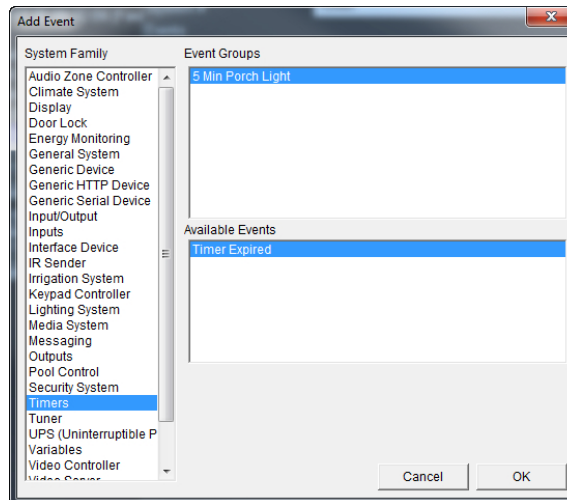 Add Event
System Family
Audio Zone Controller
Climate System
Display
Door Lock
Energy Monitoring
General System
Generic Device
Generic HTTP Device
Generic Serial Device
Input/Output
Inputs
Interface Device
IR Sender
Irrigation System
Keypad Controller
Lighting System
Media System
Messaging
Outputs
Pool Control
Security System
Timers
Tuner
UPS (Uninterruptible P
Variables
Video Controller
Video Server
Event Groups
5 Min Porch Light
Available Events
Timer Expired
Cancel
OK